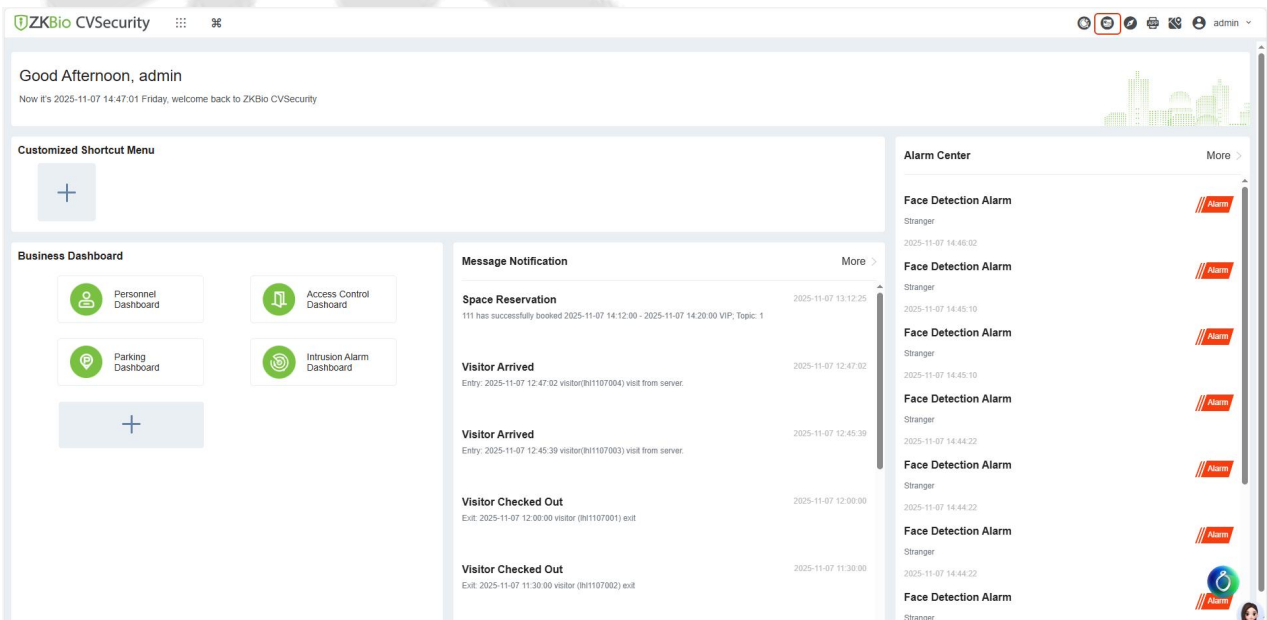 ZKBio CVSecurity
admin
Good Afternoon, admin
Now it's 2025-11-07 14:47:01 Friday, welcome back to ZKBio CVSecurity
Customized Shortcut Menu
Business Dashboard
Personnel
Dashboard
Access Control
Dashoard
Parking
Dashboard
Intrusion Alarm
Dashboard
Message Notification
More
Space Reservation
2025-11-07 13:12:25
111 has successfully booked 2025-11-07 14:12:00 - 2025-11-07 14:20:00 VIP; Topic: 1
Visitor Arrived
2025-11-07 12:47:02
Entry: 2025-11-07 12:47:02 visitor(lhl1107004) visit from server.
Visitor Arrived
2025-11-07 12:45:39
Entry: 2025-11-07 12:45:39 visitor(lhl1107003) visit from server.
Visitor Checked Out
2025-11-07 12:00:00
Exit: 2025-11-07 12:00:00 visitor (lhl1107001) exit
Visitor Checked Out
2025-11-07 11:30:00
Exit: 2025-11-07 11:30:00 visitor (lhl1107002) exit
Alarm Center
More
Face Detection Alarm
Alarm
Stranger
2025-11-07 14:46:02
Face Detection Alarm
Alarm
Stranger
2025-11-07 14:45:10
Face Detection Alarm
Alarm
Stranger
2025-11-07 14:45:10
Face Detection Alarm
Alarm
Stranger
2025-11-07 14:44:22
Face Detection Alarm
Alarm
Stranger
2025-11-07 14:44:22
Face Detection Alarm
Alarm
Stranger
2025-11-07 14:44:22
Face Detection Alarm
Alarm
Stranger